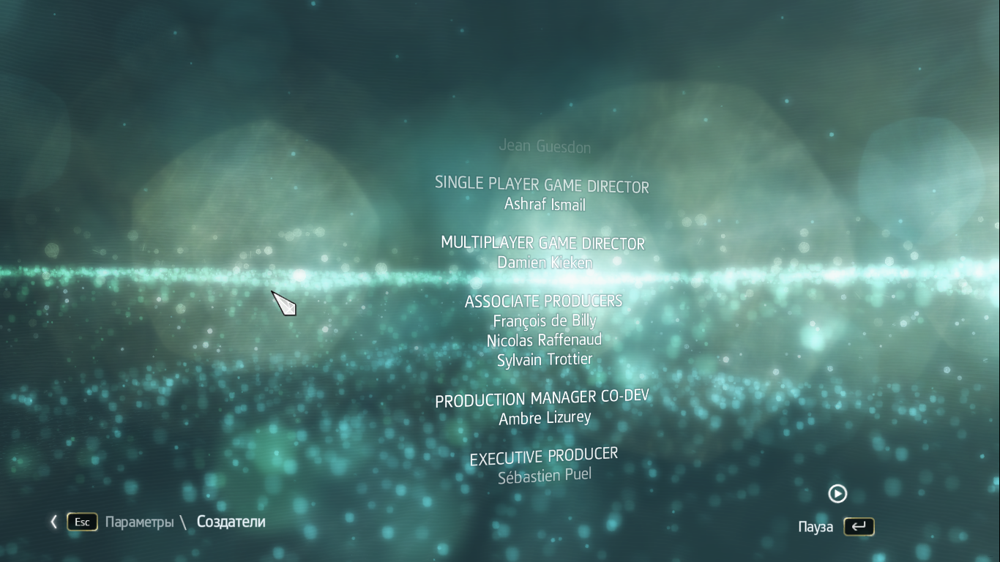 Jean Guesdon
SINGLE PLAYER GAME DIRECTOR
Ashraf Ismail
MULTIPLAYER GAME DIRECTOR
Damien Kieken
ASSOCIATE PRODUCERS
François de Billy
Nicolas Raffenaud
Sylvain Trottier
PRODUCTION MANAGER CO-DEV
Ambre Lizurey
EXECUTIVE PRODUCER
Sébastien Puel
Esc Параметры \ Создатели
Пауза